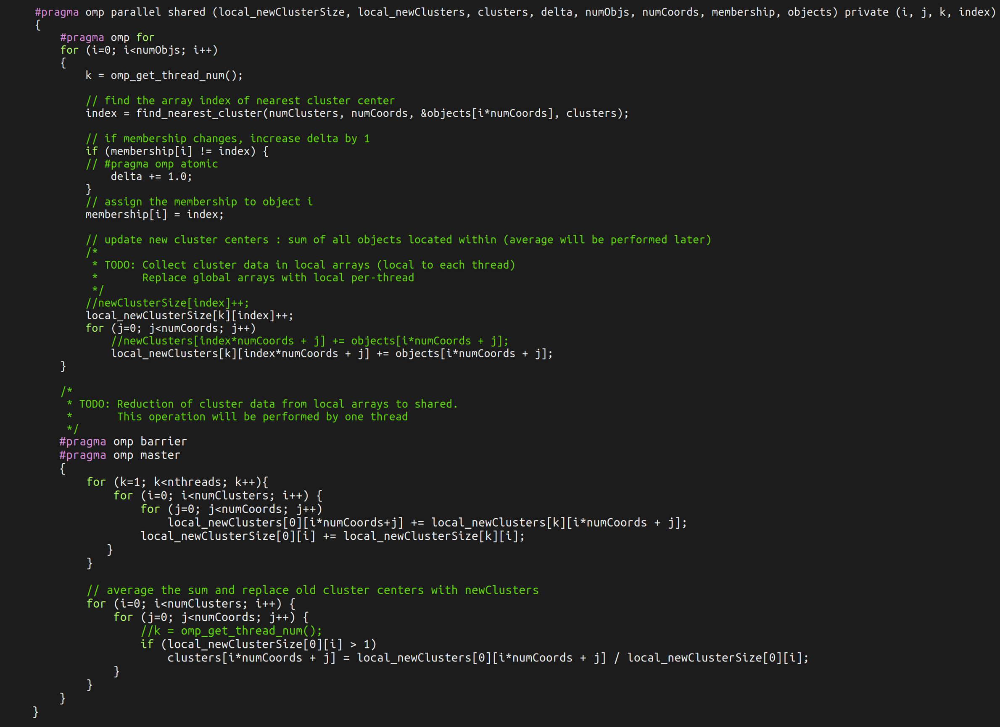 #pragma omp parallel shared (local_newClusterSize, local_newClusters, clusters, delta, numObjs, numCoords, membership, objects) private (i, j, k, index)
{
    #pragma omp for
    for (i=0; i<numObjs; i++)
    {
        k = omp_get_thread_num();

        // find the array index of nearest cluster center
        index = find_nearest_cluster(numClusters, numCoords, &objects[i*numCoords], clusters);

        // if membership changes, increase delta by 1
        if (membership[i] != index) {
        // #pragma omp atomic
            delta += 1.0;
        }
        // assign the membership to object i
        membership[i] = index;

        // update new cluster centers : sum of all objects located within (average will be performed later)
        /*
         * TODO: Collect cluster data in local arrays (local to each thread)
         *       Replace global arrays with local per-thread
         */
        //newClusterSize[index]++;
        local_newClusterSize[k][index]++;
        for (j=0; j<numCoords; j++)
            //newClusters[index*numCoords + j] += objects[i*numCoords + j];
            local_newClusters[k][index*numCoords + j] += objects[i*numCoords + j];
    }

    /*
     * TODO: Reduction of cluster data from local arrays to shared.
     *       This operation will be performed by one thread
     */
    #pragma omp barrier
    #pragma omp master
    {
        for (k=1; k<nthreads; k++){
            for (i=0; i<numClusters; i++) {
                for (j=0; j<numCoords; j++)
                    local_newClusters[0][i*numCoords+j] += local_newClusters[k][i*numCoords + j];
                local_newClusterSize[0][i] += local_newClusterSize[k][i];
           }
        }

        // average the sum and replace old cluster centers with newClusters
        for (i=0; i<numClusters; i++) {
            for (j=0; j<numCoords; j++) {
                //k = omp_get_thread_num();
                if (local_newClusterSize[0][i] > 1)
                    clusters[i*numCoords + j] = local_newClusters[0][i*numCoords + j] / local_newClusterSize[0][i];
            }
        }
    }
}